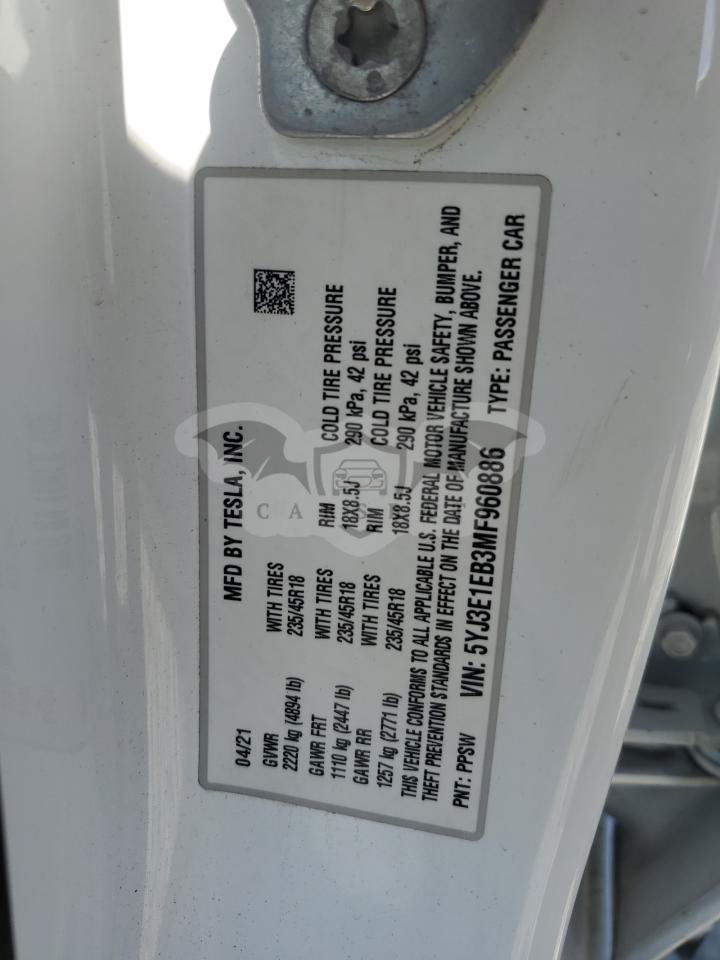 04/21 MFD BY TESLA, INC.
GVWR WITH TIRES
2220 kg (4894 lb) 235/45R18
GAWR FRT WITH TIRES RIM COLD TIRE PRESSURE
1110 kg (2447 lb) 235/45R18 18X8.5J 290 kPa, 42 psi
GAWR RR WITH TIRES RIM COLD TIRE PRESSURE
1257 kg (2771 lb) 235/45R18 18X8.5J 290 kPa, 42 psi
THIS VEHICLE CONFORMS TO ALL APPLICABLE U.S. FEDERAL MOTOR VEHICLE SAFETY, BUMPER, AND
THEFT PREVENTION STANDARDS IN EFFECT ON THE DATE OF MANUFACTURE SHOWN ABOVE.
PNT: PPSW VIN: 5YJ3E1EB3MF960886 TYPE: PASSENGER CAR